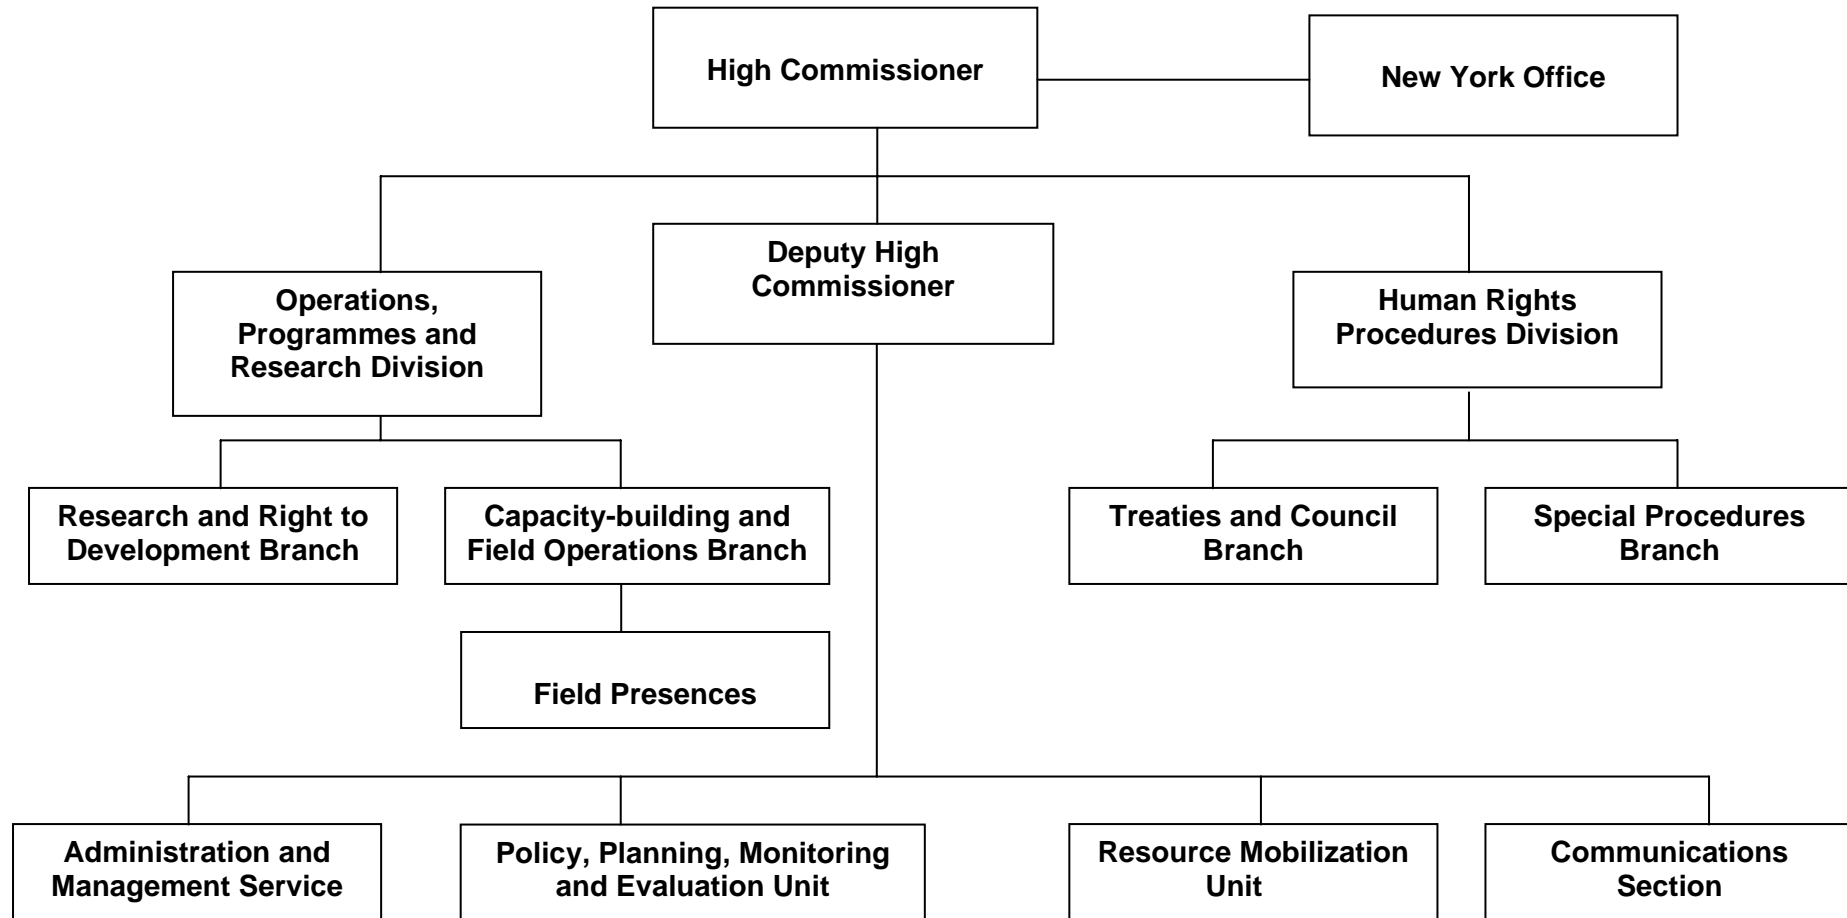 High Commissioner
New York Office
Deputy High
Commissioner
Operations,
Programmes and
Research Division
Human Rights
Procedures Division
Research and Right to
Development Branch
Capacity-building and
Field Operations Branch
Treaties and Council
Branch
Special Procedures
Branch
Field Presences
Administration and
Management Service
Policy, Planning, Monitoring
and Evaluation Unit
Resource Mobilization
Unit
Communications
Section